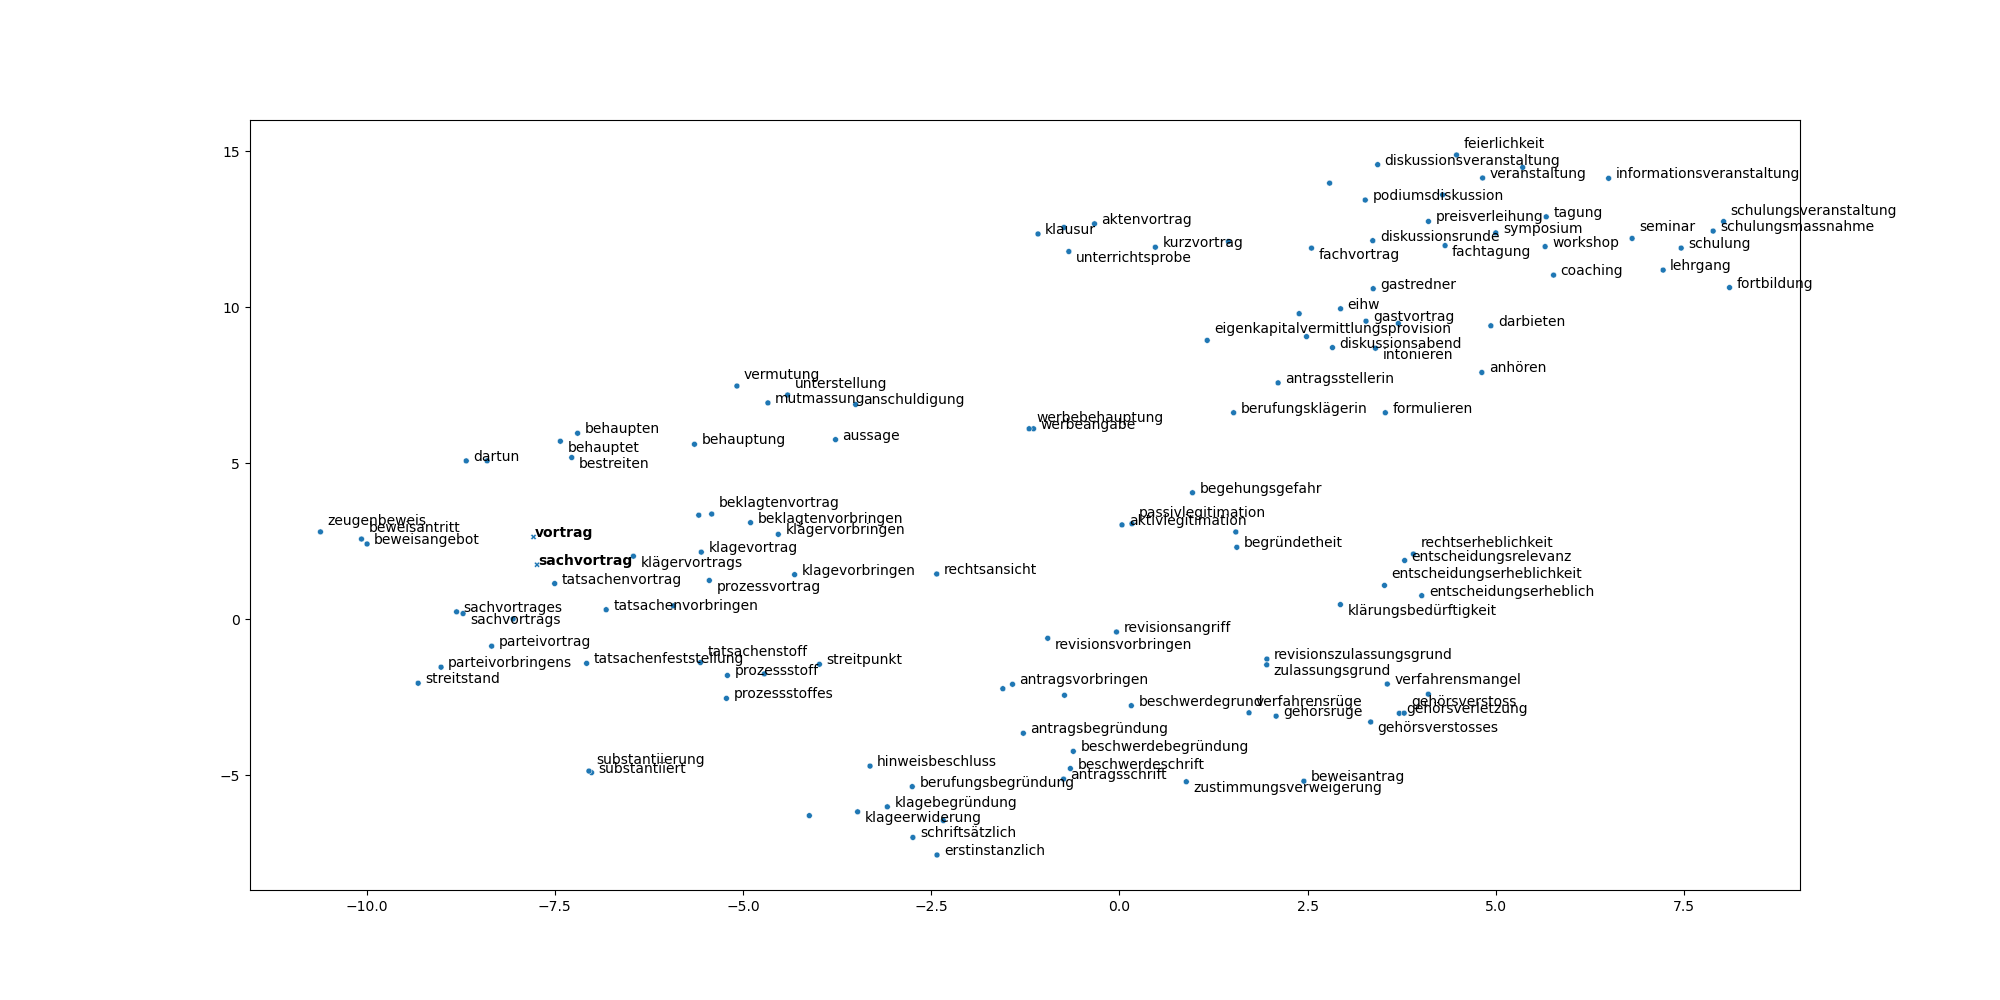 feierlichkeit
diskussionsveranstaltung
veranstaltung
informationsveranstaltung
podiumsdiskussion
schulungsveranstaltung
tagung
preisverleihung
aktenvortrag
schulungsmassnahme
seminar
symposium
klausur
diskussionsrunde
kurzvortrag
workshop
schulung
fachtagung
fachvortrag
unterrichtsprobe
lehrgang
coaching
fortbildung
gastredner
eihw
gastvortrag
darbieten
eigenkapitalvermittlungsprovision
diskussionsabend
intonieren
anhören
vermutung
antragsstellerin
unterstellung
mutmassung
anschuldigung
berufungsklägerin
formulieren
werbebehauptung
werbeangabe
behaupten
aussage
behauptung
behauptet
dartun
bestreiten
begehungsgefahr
beklagtenvortrag
passivlegitimation
zeugenbeweis
beklagtenvorbringen
aktivlegitimation
beweisantritt
klägervorbringen
vortrag
beweisangebot
begründetheit
rechtserheblichkeit
klagevortrag
entscheidungsrelevanz
sachvortrag
klägervortrags
klagevorbringen
rechtsansicht
entscheidungserheblichkeit
tatsachenvortrag
prozessvortrag
entscheidungserheblich
sachvortrages
tatsachenvorbringen
klärungsbedürftigkeit
sachvortrags
revisionsangriff
parteivortrag
revisionsvorbringen
tatsachenstoff
revisionszulassungsgrund
tatsachenfeststellung
streitpunkt
parteivorbringens
prozessstoff
zulassungsgrund
streitstand
antragsvorbringen
verfahrensmangel
prozessstoffes
beschwerdegrund
verfahrensrüge
gehörsverstoss
gehörsverletzung
gehörsrüge
antragsbegründung
gehörsverstosses
beschwerdebegründung
substantiierung
hinweisbeschluss
substantiiert
beschwerdeschrift
antragsschrift
beweisantrag
berufungsbegründung
zustimmungsverweigerung
klagebegründung
klageerwiderung
schriftsätzlich
erstinstanzlich
15
10
5
0
−5
−10.0 −7.5 −5.0 −2.5 0.0 2.5 5.0 7.5